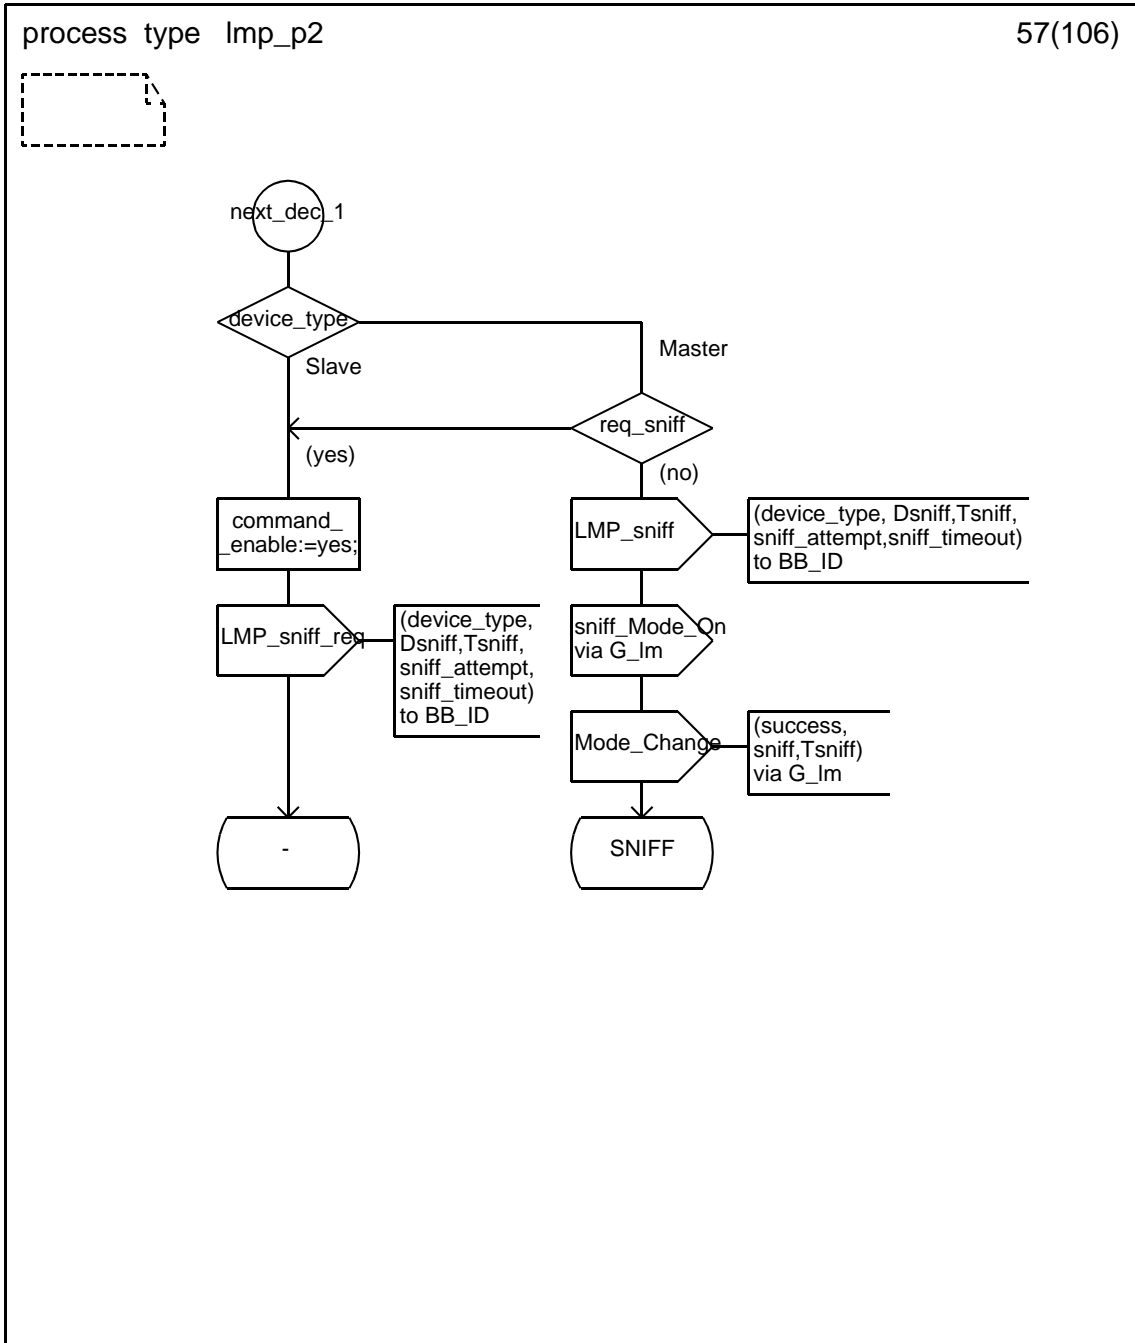 process type lmp_p2
57(106)
next_dec_1
device_type
Slave
Master
req_sniff
(yes)
(no)
command_
_enable:=yes;
LMP_sniff
(device_type, Dsniff,Tsniff,
sniff_attempt,sniff_timeout)
to BB_ID
LMP_sniff_req
(device_type,
Dsniff,Tsniff,
sniff_attempt,
sniff_timeout)
to BB_ID
sniff_Mode_On
via G_lm
Mode_Change
(success,
sniff,Tsniff)
via G_lm
-
SNIFF